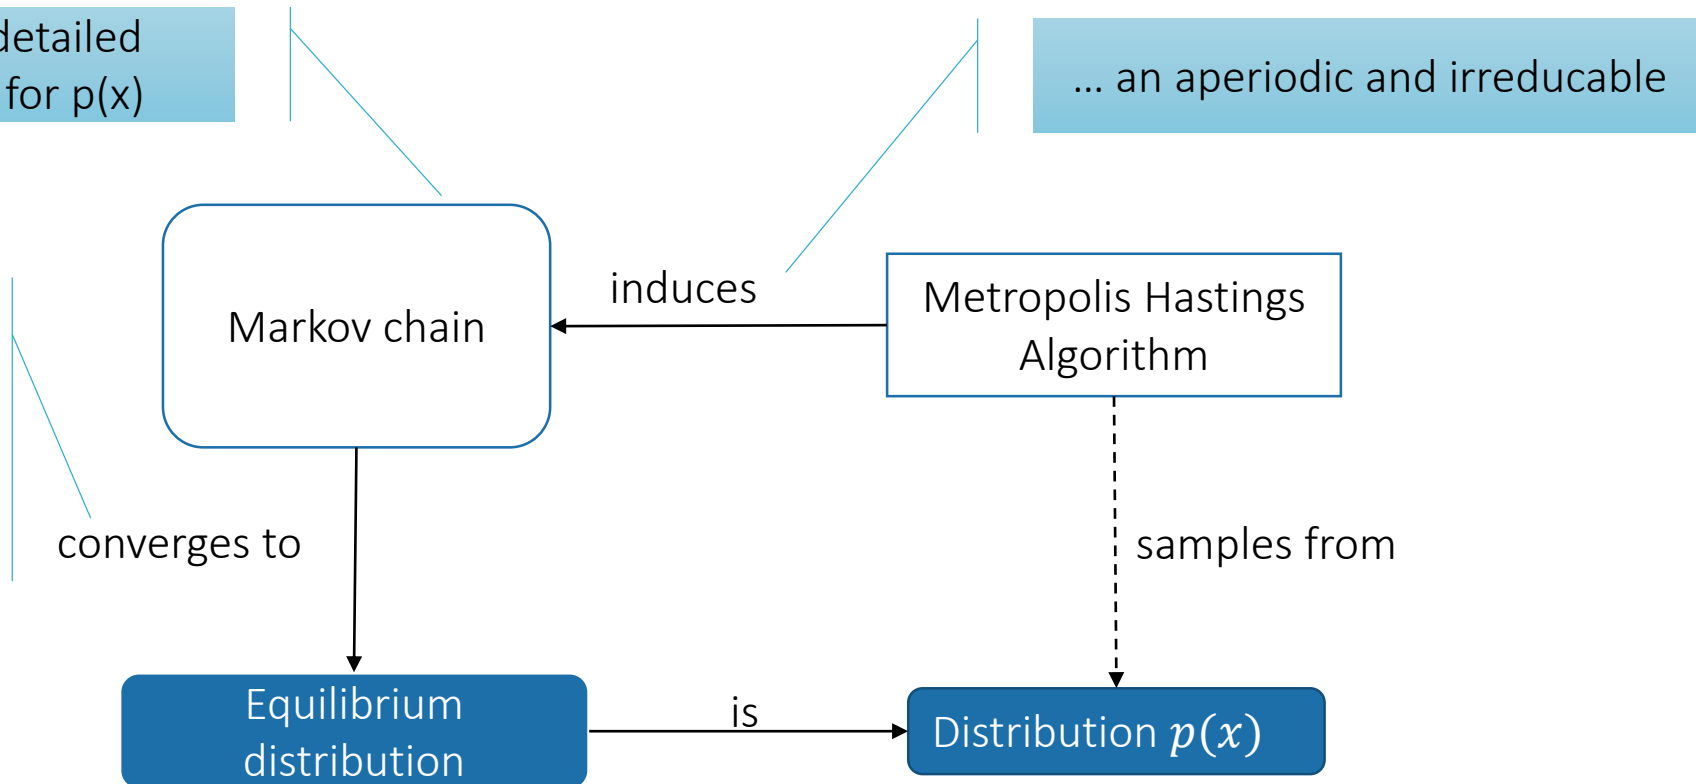 detailed
for p(x)
... an aperiodic and irreducable
induces
Markov chain
Metropolis Hastings
Algorithm
converges to
samples from
Equilibrium
distribution
is
Distribution p(x)